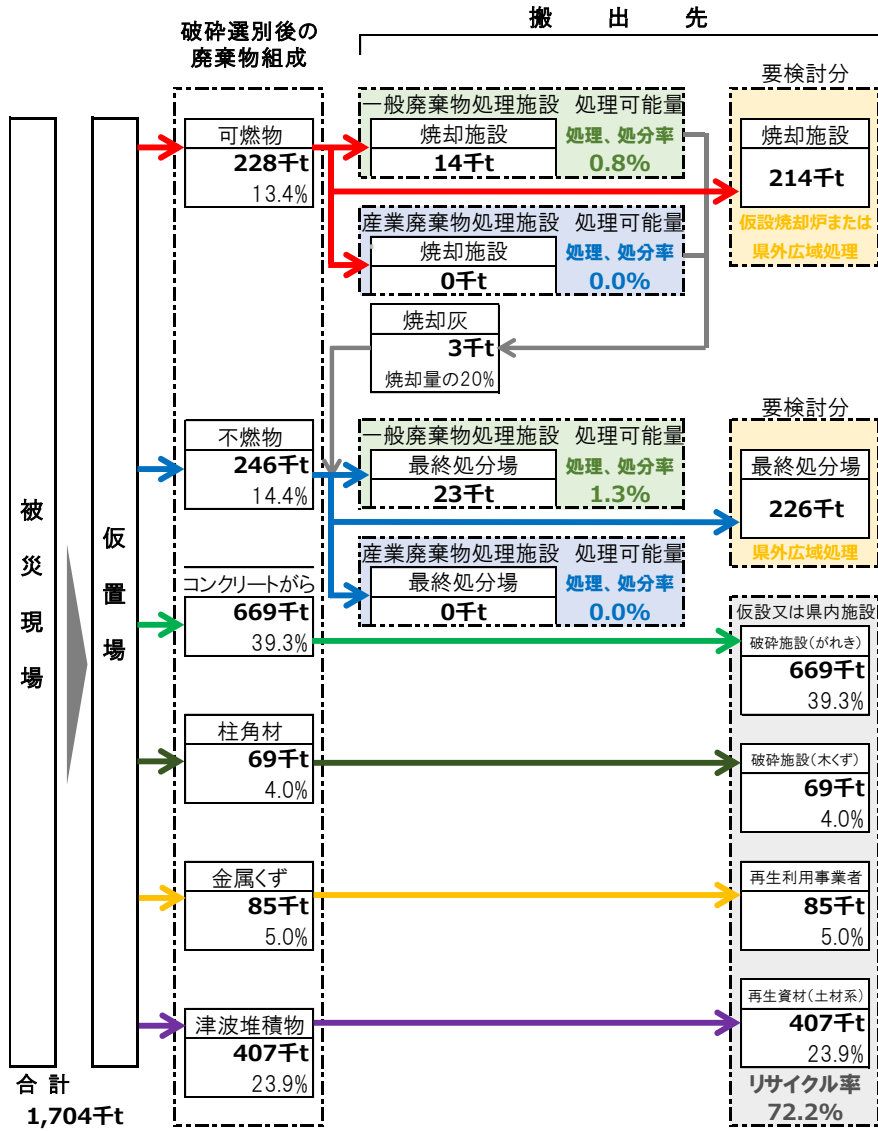 搬出先
破砕選別後の
廃棄物組成
要検討分
一般廃棄物処理施設 処理可能量
可燃物
228千t
13.4%
焼却施設
14千t
処理、処分率
0.8%
焼却施設
214千t
仮設焼却炉または
県外広域処理
産業廃棄物処理施設 処理可能量
焼却施設
0千t
処理、処分率
0.0%
焼却灰
3千t
焼却量の20%
要検討分
不燃物
246千t
14.4%
一般廃棄物処理施設 処理可能量
最終処分場
23千t
処理、処分率
1.3%
最終処分場
226千t
県外広域処理
被災現場
仮置場
産業廃棄物処理施設 処理可能量
最終処分場
0千t
処理、処分率
0.0%
コンクリートがら
669千t
39.3%
仮設又は県内施設
破砕施設(がれき)
669千t
39.3%
柱角材
69千t
4.0%
破砕施設(木くず)
69千t
4.0%
金属くず
85千t
5.0%
再生利用事業者
85千t
5.0%
津波堆積物
407千t
23.9%
再生資材(土材系)
407千t
23.9%
合計
1,704千t
リサイクル率
72.2%